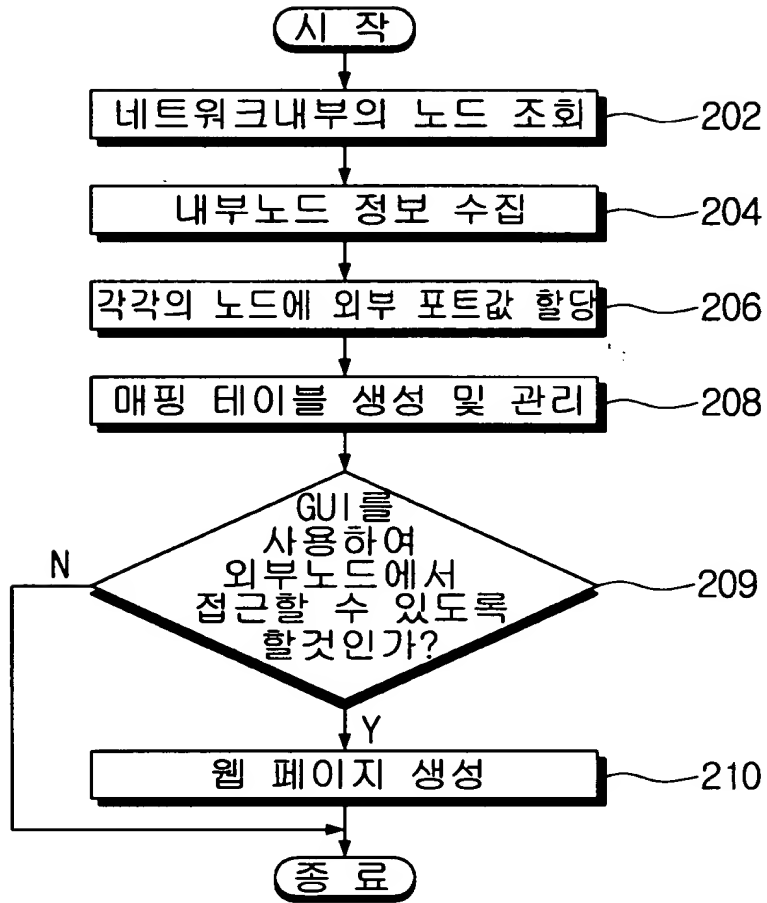 시 작
네트워크내부의 노드 조회
202
내부노드 정보 수집
204
각각의 노드에 외부 포트값 할당
206
매핑 테이블 생성 및 관리
208
GUI를
사용하여
외부노드에서
접근할 수 있도록
할것인가?
209
N
Y
웹 페이지 생성
210
종 료